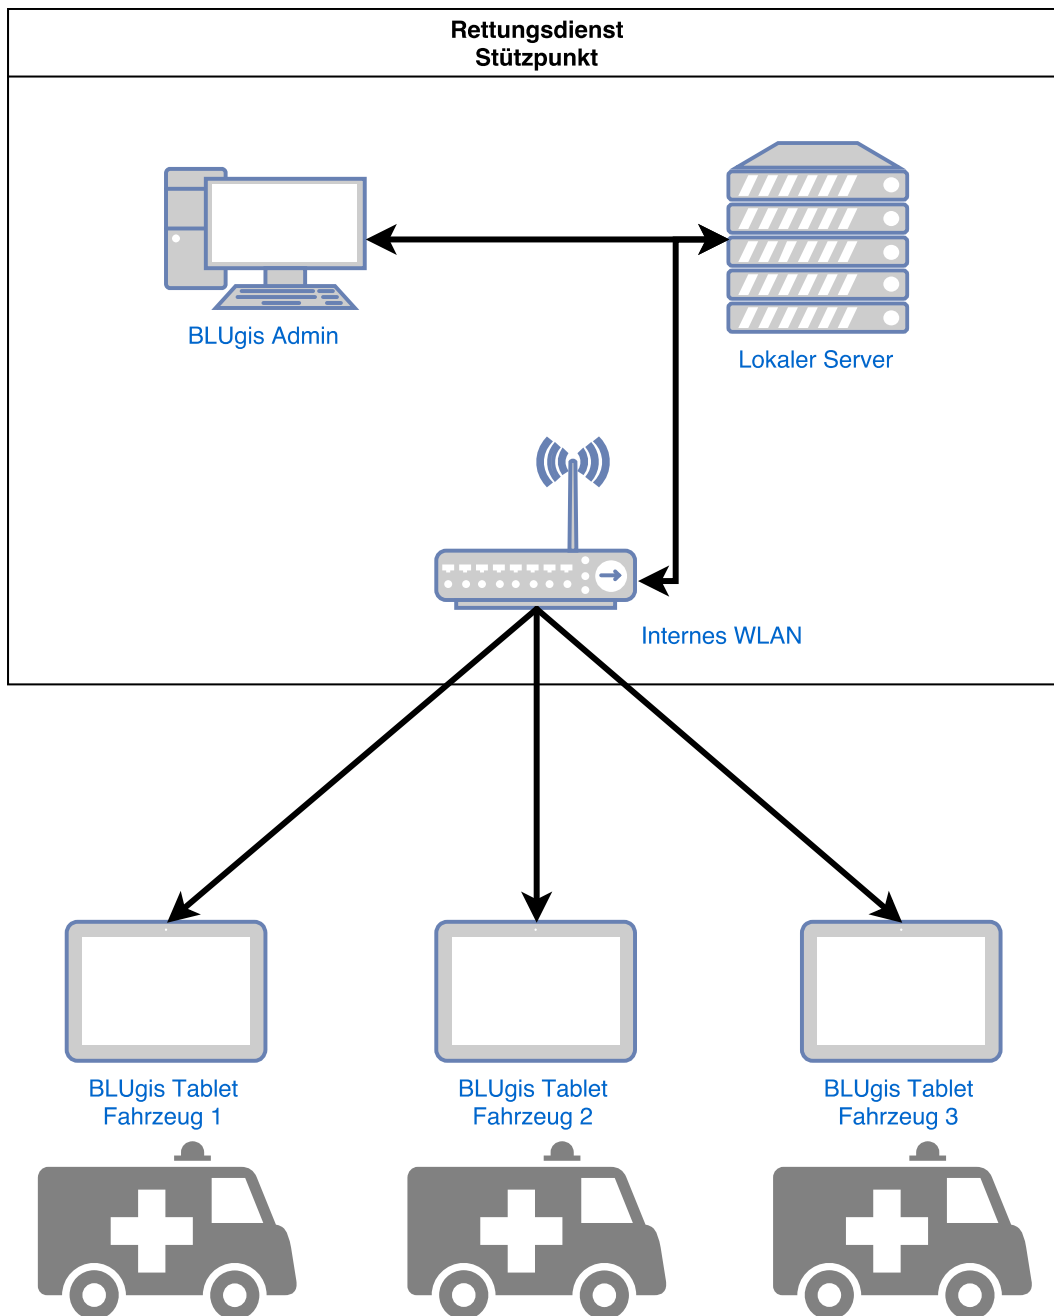 Rettungsdienst
Stützpunkt
BLUgis Admin
Lokaler Server
Internes WLAN
BLUgis Tablet
Fahrzeug 1
BLUgis Tablet
Fahrzeug 2
BLUgis Tablet
Fahrzeug 3